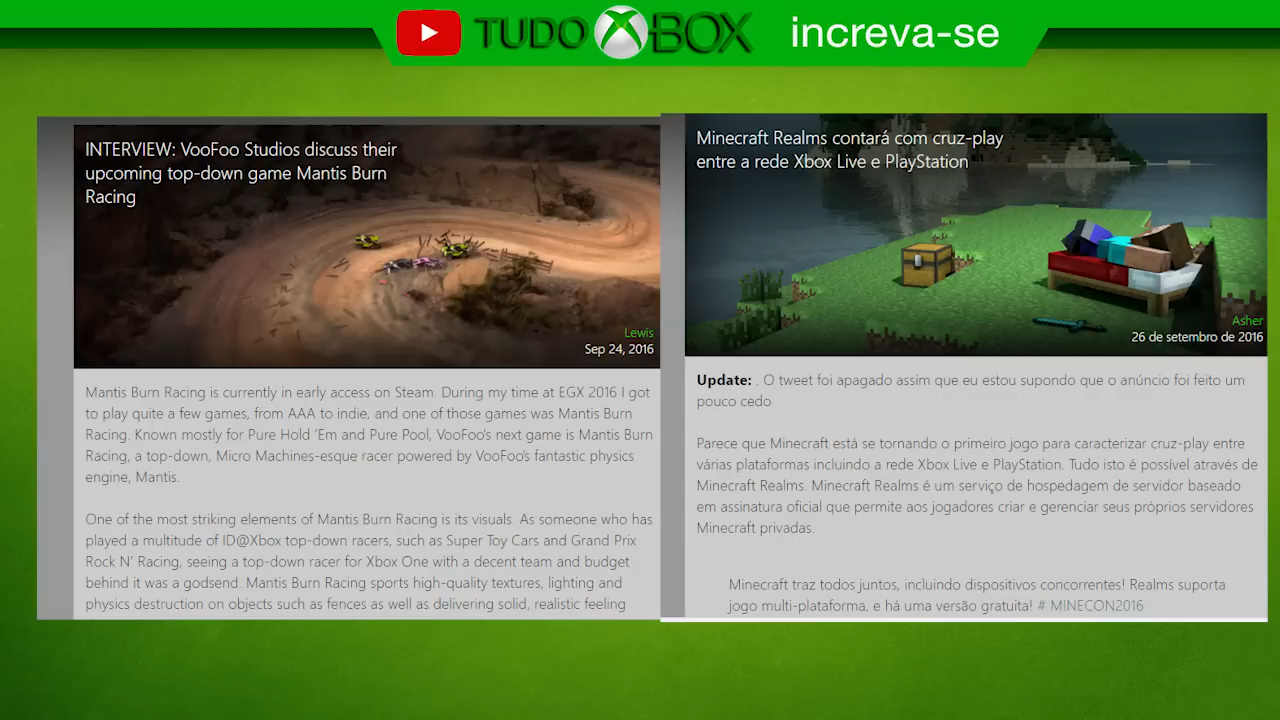 TUDO XBOX increva-se
INTERVIEW: VooFoo Studios discuss their
upcoming top-down game Mantis Burn
Racing
Lewis
Sep 24, 2016
Mantis Burn Racing is currently in early access on Steam. During my time at EGX 2016 I got
to play quite a few games, from AAA to indie, and one of those games was Mantis Burn
Racing. Known mostly for Pure Hold ‘Em and Pure Pool, VooFoo's next game is Mantis Burn
Racing, a top-down, Micro Machines-esque racer powered by VooFoo’s fantastic physics
engine, Mantis.
One of the most striking elements of Mantis Burn Racing is its visuals. As someone who has
played a multitude of ID@Xbox top-down racers, such as Super Toy Cars and Grand Prix
Rock N' Racing, seeing a top-down racer for Xbox One with a decent team and budget
behind it was a godsend. Mantis Burn Racing sports high-quality textures, lighting and
physics destruction on objects such as fences as well as delivering solid, realistic feeling
Minecraft Realms contará com cruz-play
entre a rede Xbox Live e PlayStation
Asher
26 de setembro de 2016
Update: . O tweet foi apagado assim que eu estou supondo que o anúncio foi feito um
pouco cedo
Parece que Minecraft está se tornando o primeiro jogo para caracterizar cruz-play entre
várias plataformas incluindo a rede Xbox Live e PlayStation. Tudo isto é possível através de
Minecraft Realms. Minecraft Realms é um serviço de hospedagem de servidor baseado
em assinatura oficial que permite aos jogadores criar e gerenciar seus próprios servidores
Minecraft privadas.
Minecraft traz todos juntos, incluindo dispositivos concorrentes! Realms suporta
jogo multi-plataforma, e há uma versão gratuita! # MINECON2016